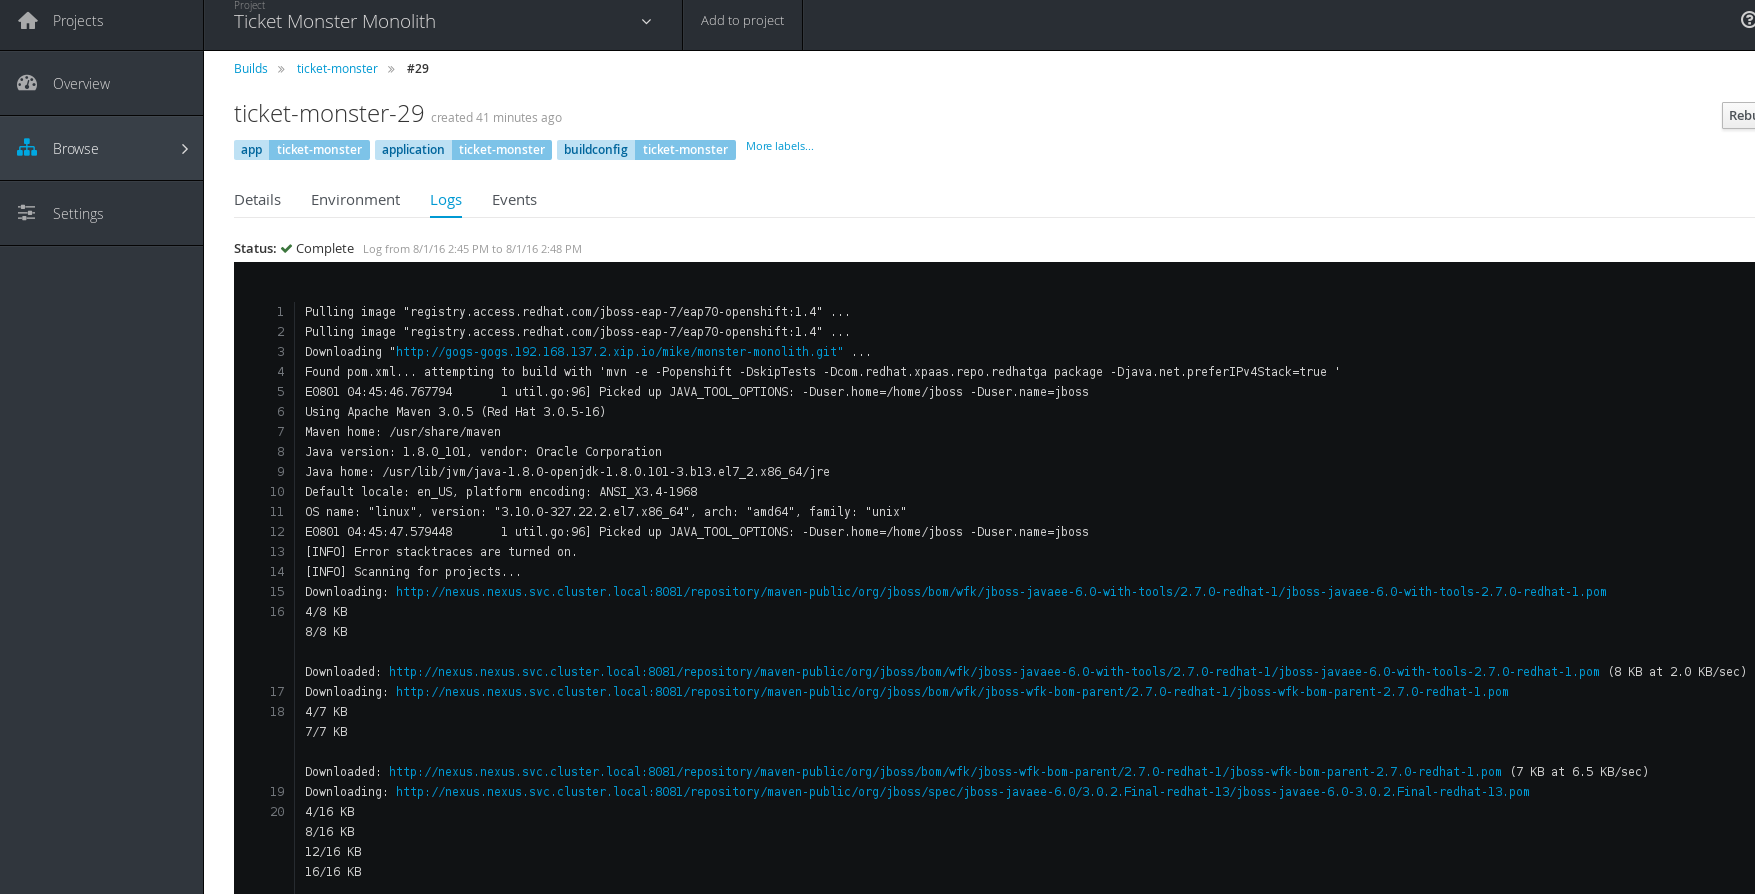 Projects
Project
Ticket Monster Monolith
Add to project
Overview
Browse
Settings
Builds » ticket-monster » #29
ticket-monster-29 created 41 minutes ago
Rebu
app ticket-monster application ticket-monster buildconfig ticket-monster More labels...
Details Environment Logs Events
Status: Complete Log from 8/1/16 2:45 PM to 8/1/16 2:48 PM
1 Pulling image "registry.access.redhat.com/jboss-eap-7/eap70-openshift:1.4" ...
2 Pulling image "registry.access.redhat.com/jboss-eap-7/eap70-openshift:1.4" ...
3 Downloading "http://gogs-gogs.192.168.137.2.xip.io/mike/monster-monolith.git" ...
4 Found pom.xml... attempting to build with 'mvn -e -Popenshift -DskipTests -Dcom.redhat.xpaas.repo.redhatga package -Djava.net.preferIPv4Stack=true '
5 E0801 04:45:46.767794 1 util.go:96] Picked up JAVA_TOOL_OPTIONS: -Duser.home=/home/jboss -Duser.name=jboss
6 Using Apache Maven 3.0.5 (Red Hat 3.0.5-16)
7 Maven home: /usr/share/maven
8 Java version: 1.8.0_101, vendor: Oracle Corporation
9 Java home: /usr/lib/jvm/java-1.8.0-openjdk-1.8.0.101-3.b13.el7_2.x86_64/jre
10 Default locale: en_US, platform encoding: ANSI_X3.4-1968
11 OS name: "linux", version: "3.10.0-327.22.2.el7.x86_64", arch: "amd64", family: "unix"
12 E0801 04:45:47.579448 1 util.go:96] Picked up JAVA_TOOL_OPTIONS: -Duser.home=/home/jboss -Duser.name=jboss
13 [INFO] Error stacktraces are turned on.
14 [INFO] Scanning for projects...
15 Downloading: http://nexus.nexus.svc.cluster.local:8081/repository/maven-public/org/jboss/bom/wfk/jboss-javaee-6.0-with-tools/2.7.0-redhat-1/jboss-javaee-6.0-with-tools-2.7.0-redhat-1.pom
16 4/8 KB
8/8 KB
Downloaded: http://nexus.nexus.svc.cluster.local:8081/repository/maven-public/org/jboss/bom/wfk/jboss-javaee-6.0-with-tools/2.7.0-redhat-1/jboss-javaee-6.0-with-tools-2.7.0-redhat-1.pom (8 KB at 2.0 KB/sec)
17 Downloading: http://nexus.nexus.svc.cluster.local:8081/repository/maven-public/org/jboss/bom/wfk/jboss-wfk-bom-parent/2.7.0-redhat-1/jboss-wfk-bom-parent-2.7.0-redhat-1.pom
18 4/7 KB
7/7 KB
Downloaded: http://nexus.nexus.svc.cluster.local:8081/repository/maven-public/org/jboss/bom/wfk/jboss-wfk-bom-parent/2.7.0-redhat-1/jboss-wfk-bom-parent-2.7.0-redhat-1.pom (7 KB at 6.5 KB/sec)
19 Downloading: http://nexus.nexus.svc.cluster.local:8081/repository/maven-public/org/jboss/spec/jboss-javaee-6.0/3.0.2.Final-redhat-13/jboss-javaee-6.0-3.0.2.Final-redhat-13.pom
20 4/16 KB
8/16 KB
12/16 KB
16/16 KB